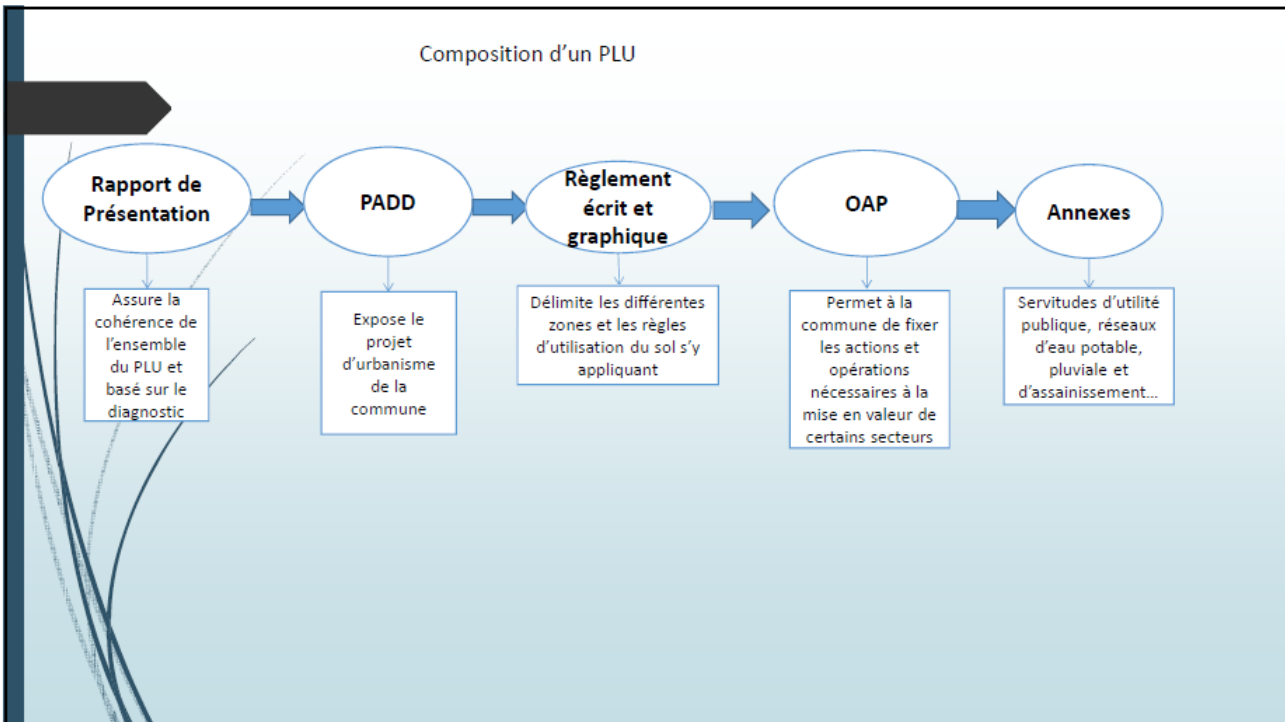 Composition d’un PLU
Rapport de
Présentation
PADD
Règlement
écrit et
graphique
OAP
Annexes
Assure la
cohérence de
l’ensemble
du PLU et
basé sur le
diagnostic
Expose le
projet
d’urbanisme
de la
commune
Délimite les différentes
zones et les règles
d’utilisation du sol s’y
appliquant
Permet à la
commune de fixer
les actions et
opérations
nécessaires à la
mise en valeur de
certains secteurs
Servitudes d’utilité
publique, réseaux
d’eau potable,
pluviale et
d’assainissement…